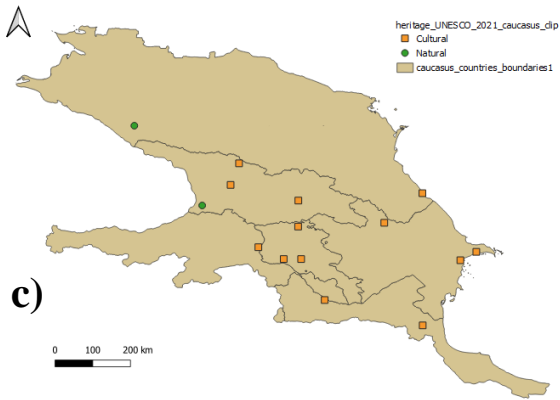 heritage_UNESCO_2021_caucasus_clip
Cultural
Natural
caucasus_countries_boundaries1
c)
0 100 200 km